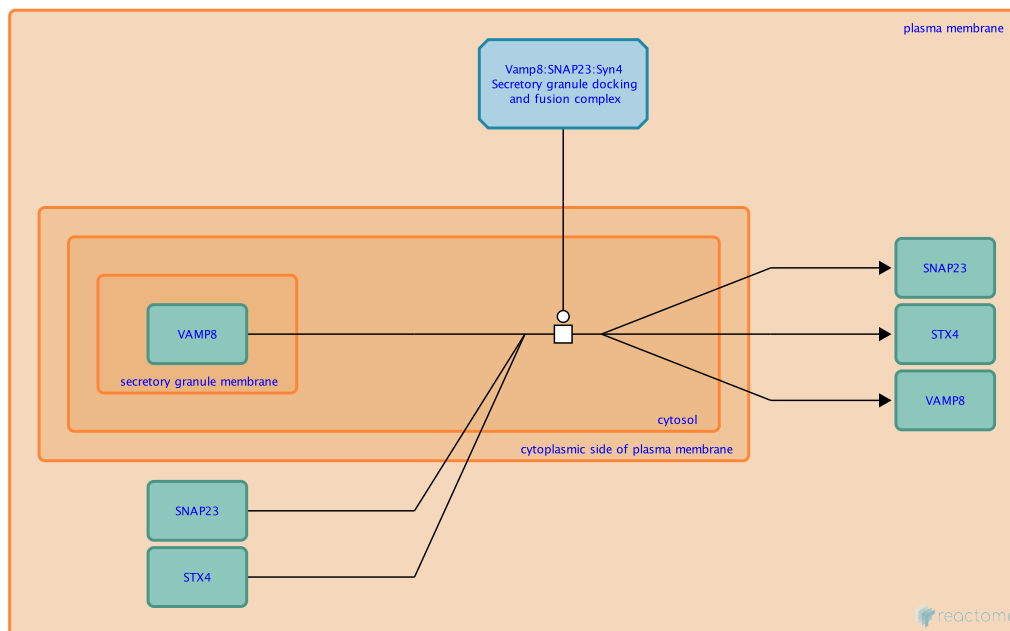 plasma membrane
Vamp8:SNAP23:Syn4
Secretory granule docking
and fusion complex
SNAP23
VAMP8
STX4
secretory granule membrane
VAMP8
cytosol
cytoplasmic side of plasma membrane
SNAP23
STX4
reactome